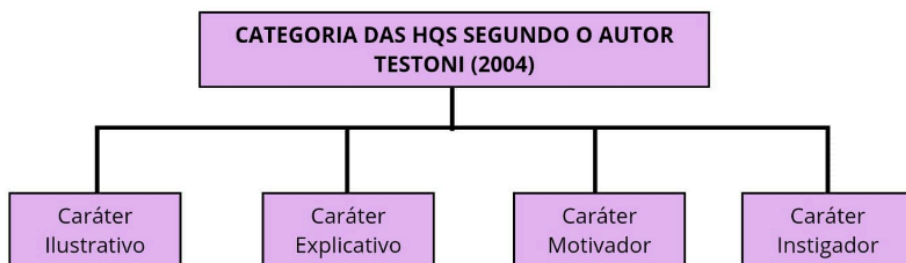 CATEGORIA DAS HQS SEGUNDO O AUTOR
TESTONI (2004)
Caráter
Ilustrativo
Caráter
Explicativo
Caráter
Motivador
Caráter
Instigador